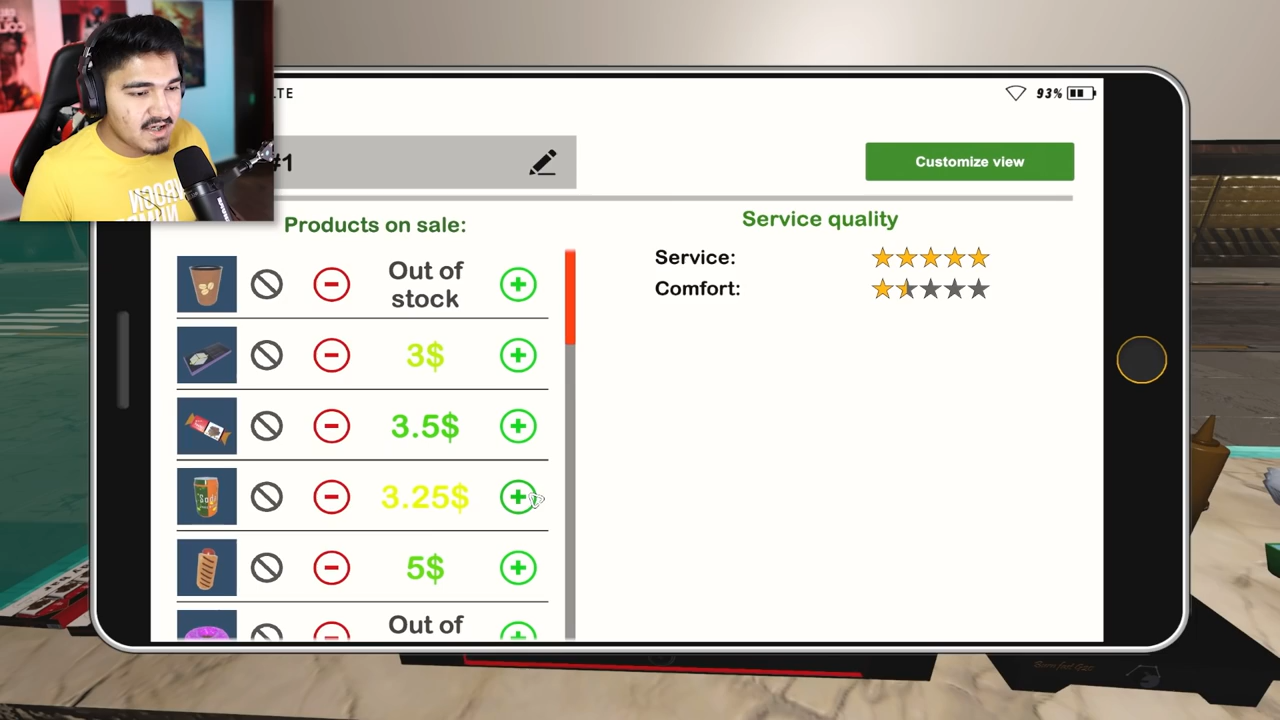 LTE
93%
#1
Customize view
Products on sale:
Service quality
Service:
Comfort:
Out of
stock
3$
3.5$
3.25$
5$
Out of